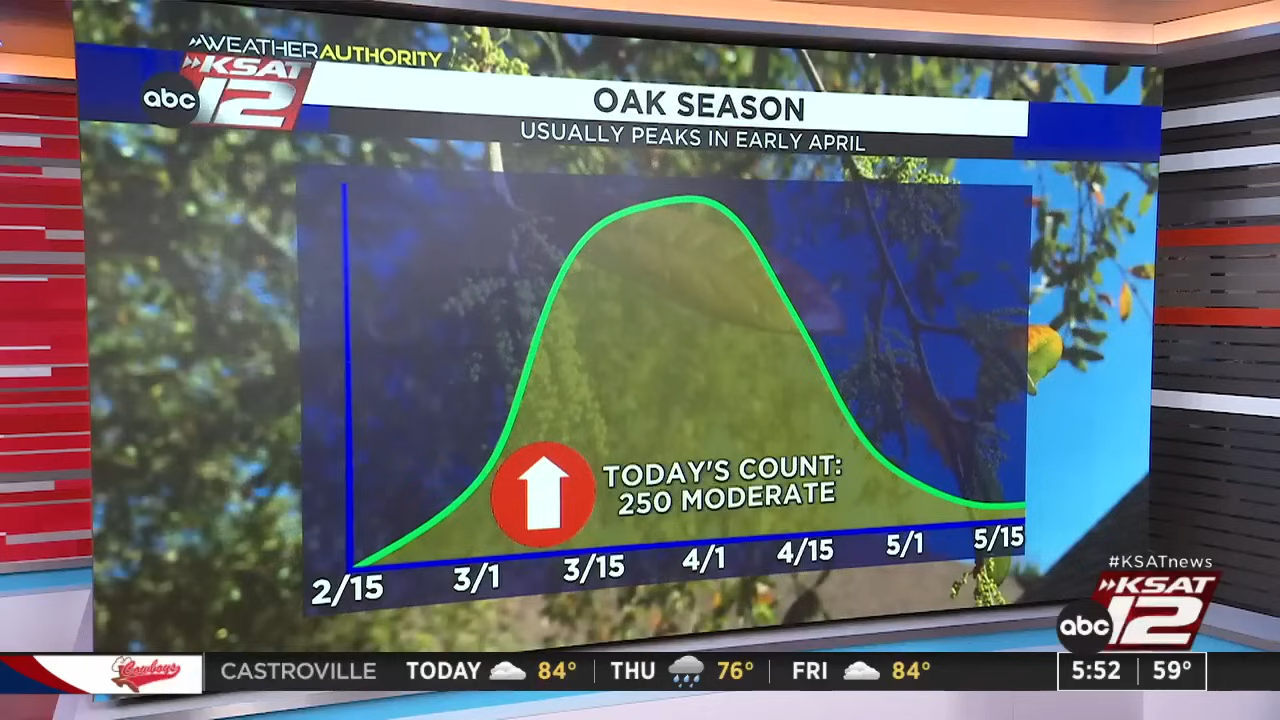 WEATHERAUTHORITY
KSAT
abc 12
OAK SEASON
USUALLY PEAKS IN EARLY APRIL
TODAY'S COUNT:
250 MODERATE
2/15 3/1 3/15 4/1 4/15 5/1 5/15
#KSATnews
KSAT
abc 12
Cowboys CASTROVILLE TODAY 84° THU 76° FRI 84° 5:52 59°